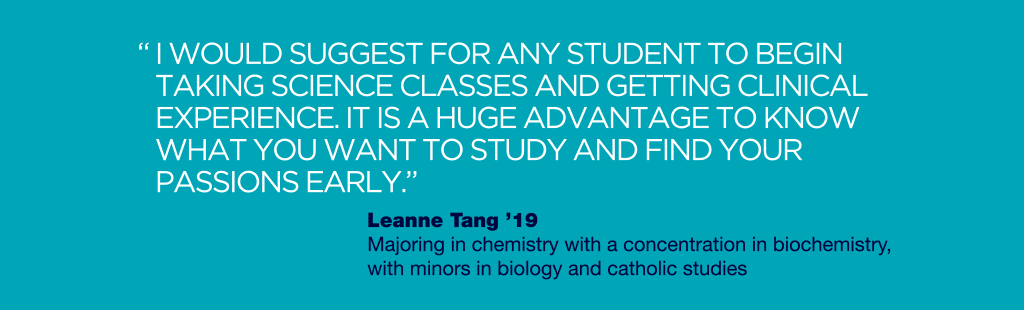 “ I WOULD SUGGEST FOR ANY STUDENT TO BEGIN
TAKING SCIENCE CLASSES AND GETTING CLINICAL
EXPERIENCE. IT IS A HUGE ADVANTAGE TO KNOW
WHAT YOU WANT TO STUDY AND FIND YOUR
PASSIONS EARLY.”
Leanne Tang ’19
Majoring in chemistry with a concentration in biochemistry,
with minors in biology and catholic studies